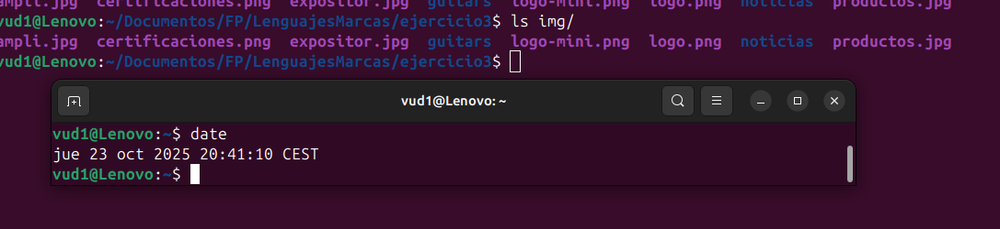 ampli.jpg certificaciones.png expositor.jpg guitars logo-mini.png logo.png noticias productos.jpg
vud1@Lenovo:~/Documentos/FP/LenguajesMarcas/ejercicio3$ ls img/
ampli.jpg certificaciones.png expositor.jpg guitars logo-mini.png logo.png noticias productos.jpg
vud1@Lenovo:~/Documentos/FP/LenguajesMarcas/ejercicio3$
vud1@Lenovo: ~
vud1@Lenovo:~$ date
jue 23 oct 2025 20:41:10 CEST
vud1@Lenovo:~$